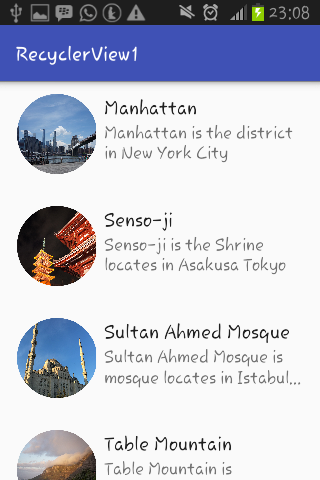 23:08
RecyclerView1
Manhattan
Manhattan is the district
in New York City
Senso-ji
Senso-ji is the Shrine
locates in Asakusa Tokyo
Sultan Ahmed Mosque
Sultan Ahmed Mosque is
mosque locates in Istabul...
Table Mountain
Table Mountain is